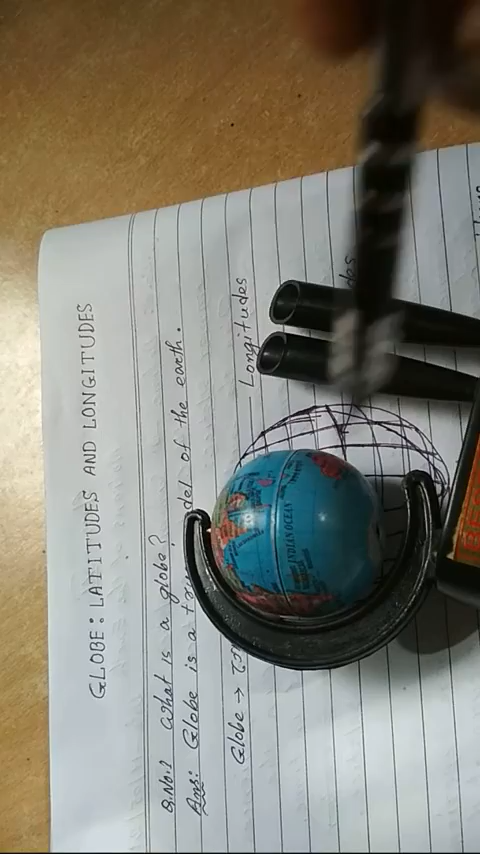 GLOBE: LATITUDES AND LONGITUDES
Q.No.1 What is a globe?
Ans: Globe is a model of the earth.
Globe →
Longitudes
INDIAN OCEAN